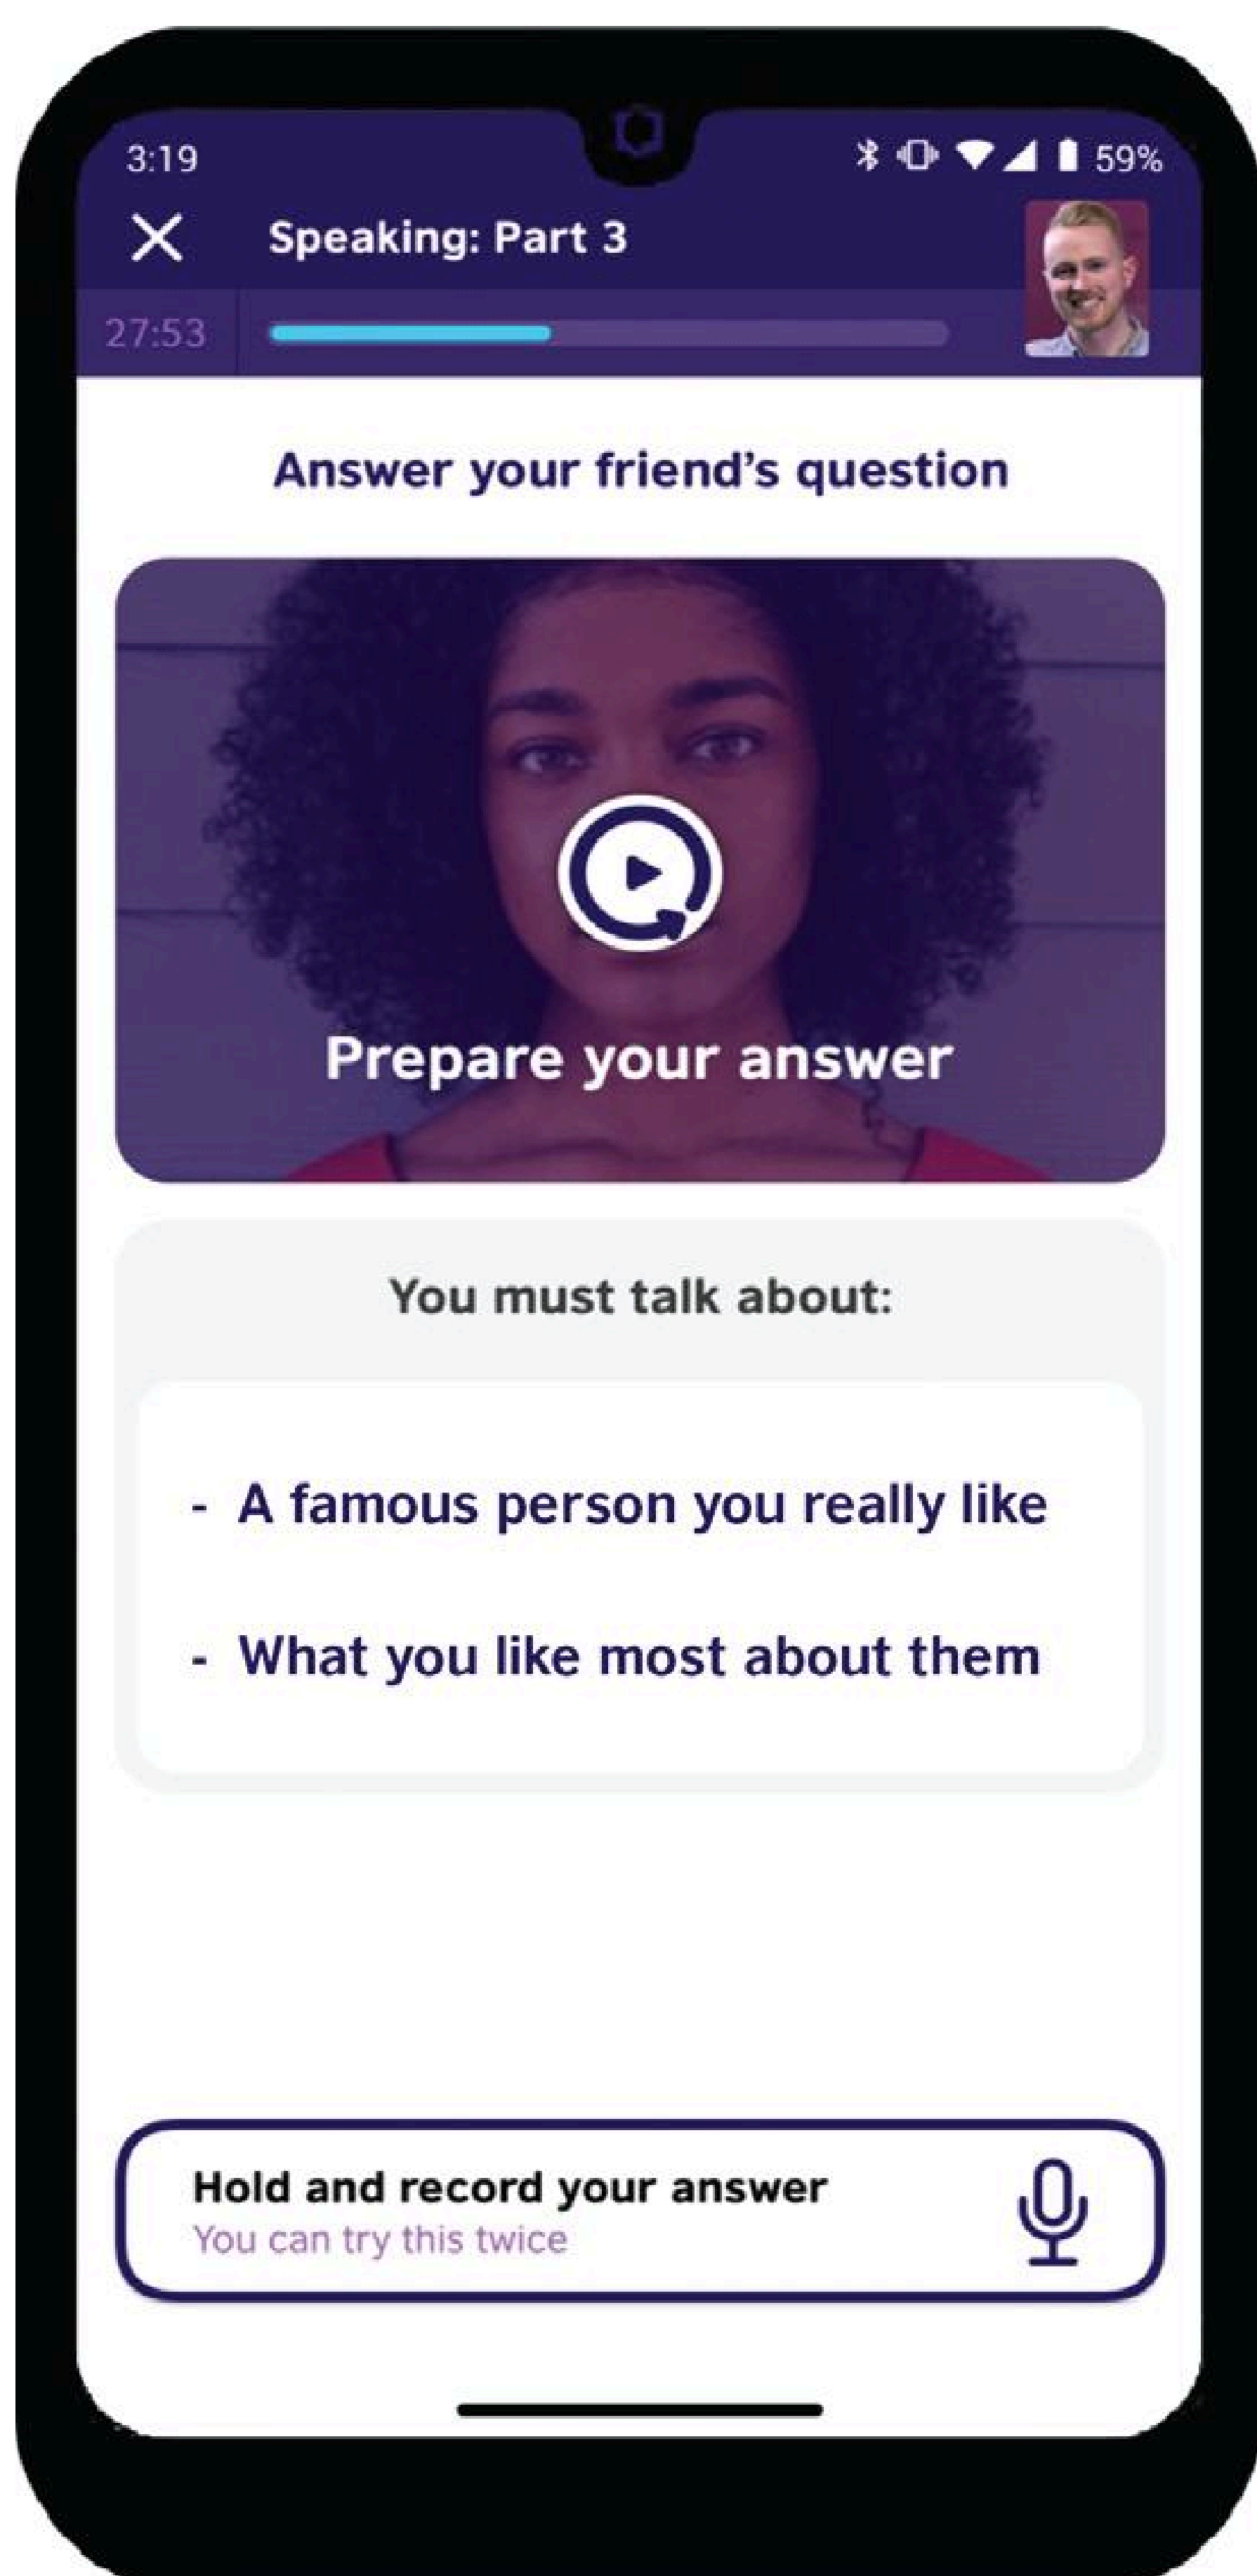 3:19
59%
Speaking: Part 3
27:53
Answer your friend’s question
Prepare your answer
You must talk about:
- A famous person you really like
- What you like most about them
Hold and record your answer
You can try this twice